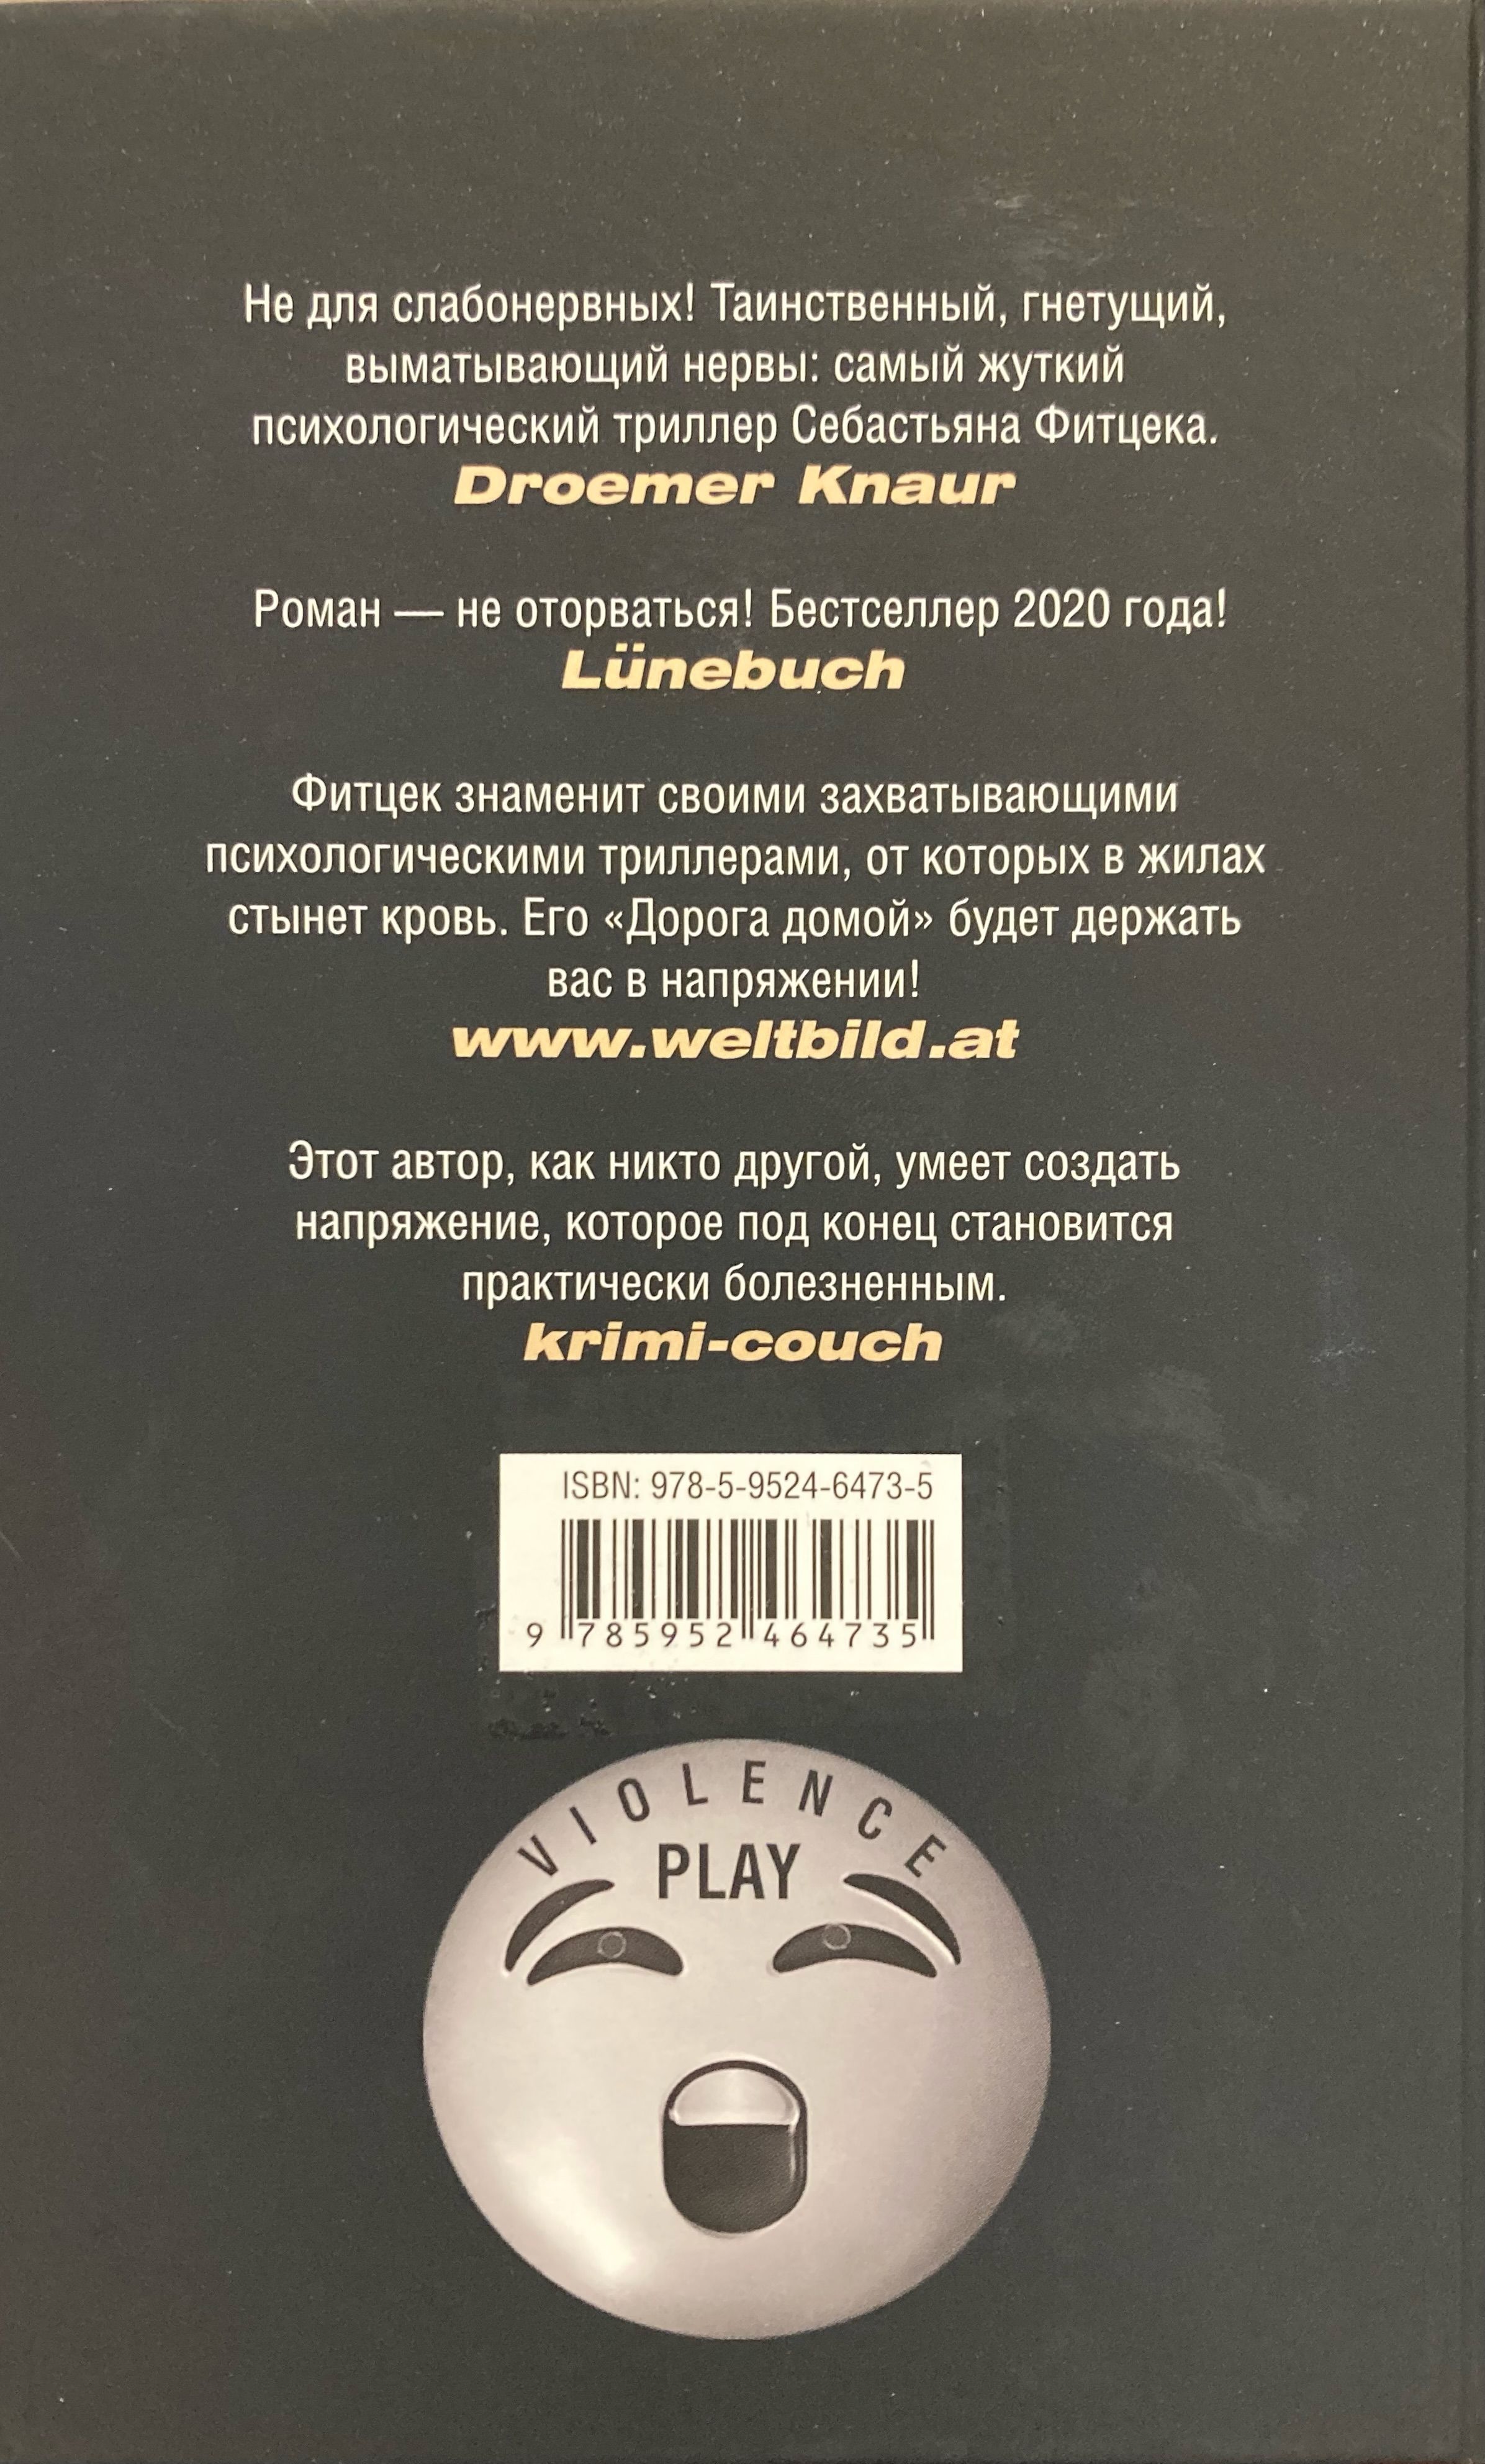 Не для слабонервных! Таинственный, гнетущий,
выматывающий нервы: самый жуткий
психологический триллер Себастьяна Фитцека.
Droemer Knaur
Роман — не оторваться! Бестселлер 2020 года!
Lünebuch
Фитцек знаменит своими захватывающими
психологическими триллерами, от которых в жилах
стынет кровь. Его «Дорога домой» будет держать
вас в напряжении!
www.weltbild.at
Этот автор, как никто другой, умеет создать
напряжение, которое под конец становится
практически болезненным.
krimi-couch
ISBN: 978-5-9524-6473-5
9 785952 464735
VIOLENCE
PLAY